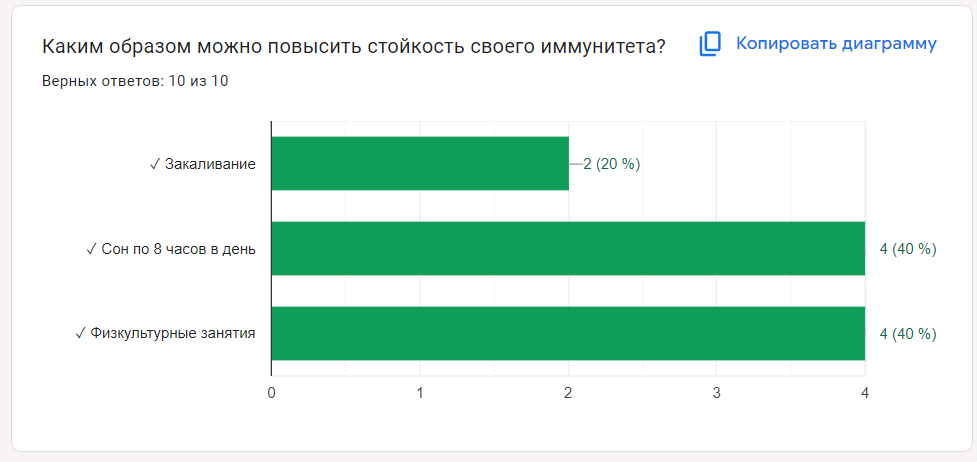 Каким образом можно повысить стойкость своего иммунитета?
Копировать диаграмму
Верных ответов: 10 из 10
✓ Закаливание
2 (20 %)
✓ Сон по 8 часов в день
4 (40 %)
✓ Физкультурные занятия
4 (40 %)
0 1 2 3 4